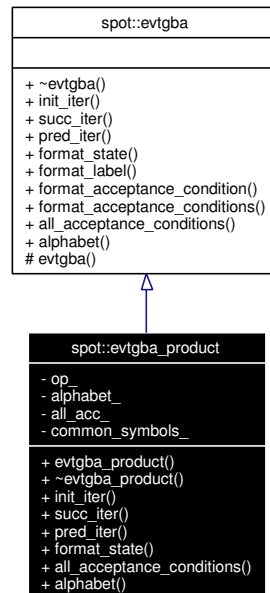 spot::evtgba
+ ~evtgba()
+ init_iter()
+ succ_iter()
+ pred_iter()
+ format_state()
+ format_label()
+ format_acceptance_condition()
+ format_acceptance_conditions()
+ all_acceptance_conditions()
+ alphabet()
# evtgba()
spot::evtgba_product
- op_
- alphabet_
- all_acc_
- common_symbols_
+ evtgba_product()
+ ~evtgba_product()
+ init_iter()
+ succ_iter()
+ pred_iter()
+ format_state()
+ all_acceptance_conditions()
+ alphabet()